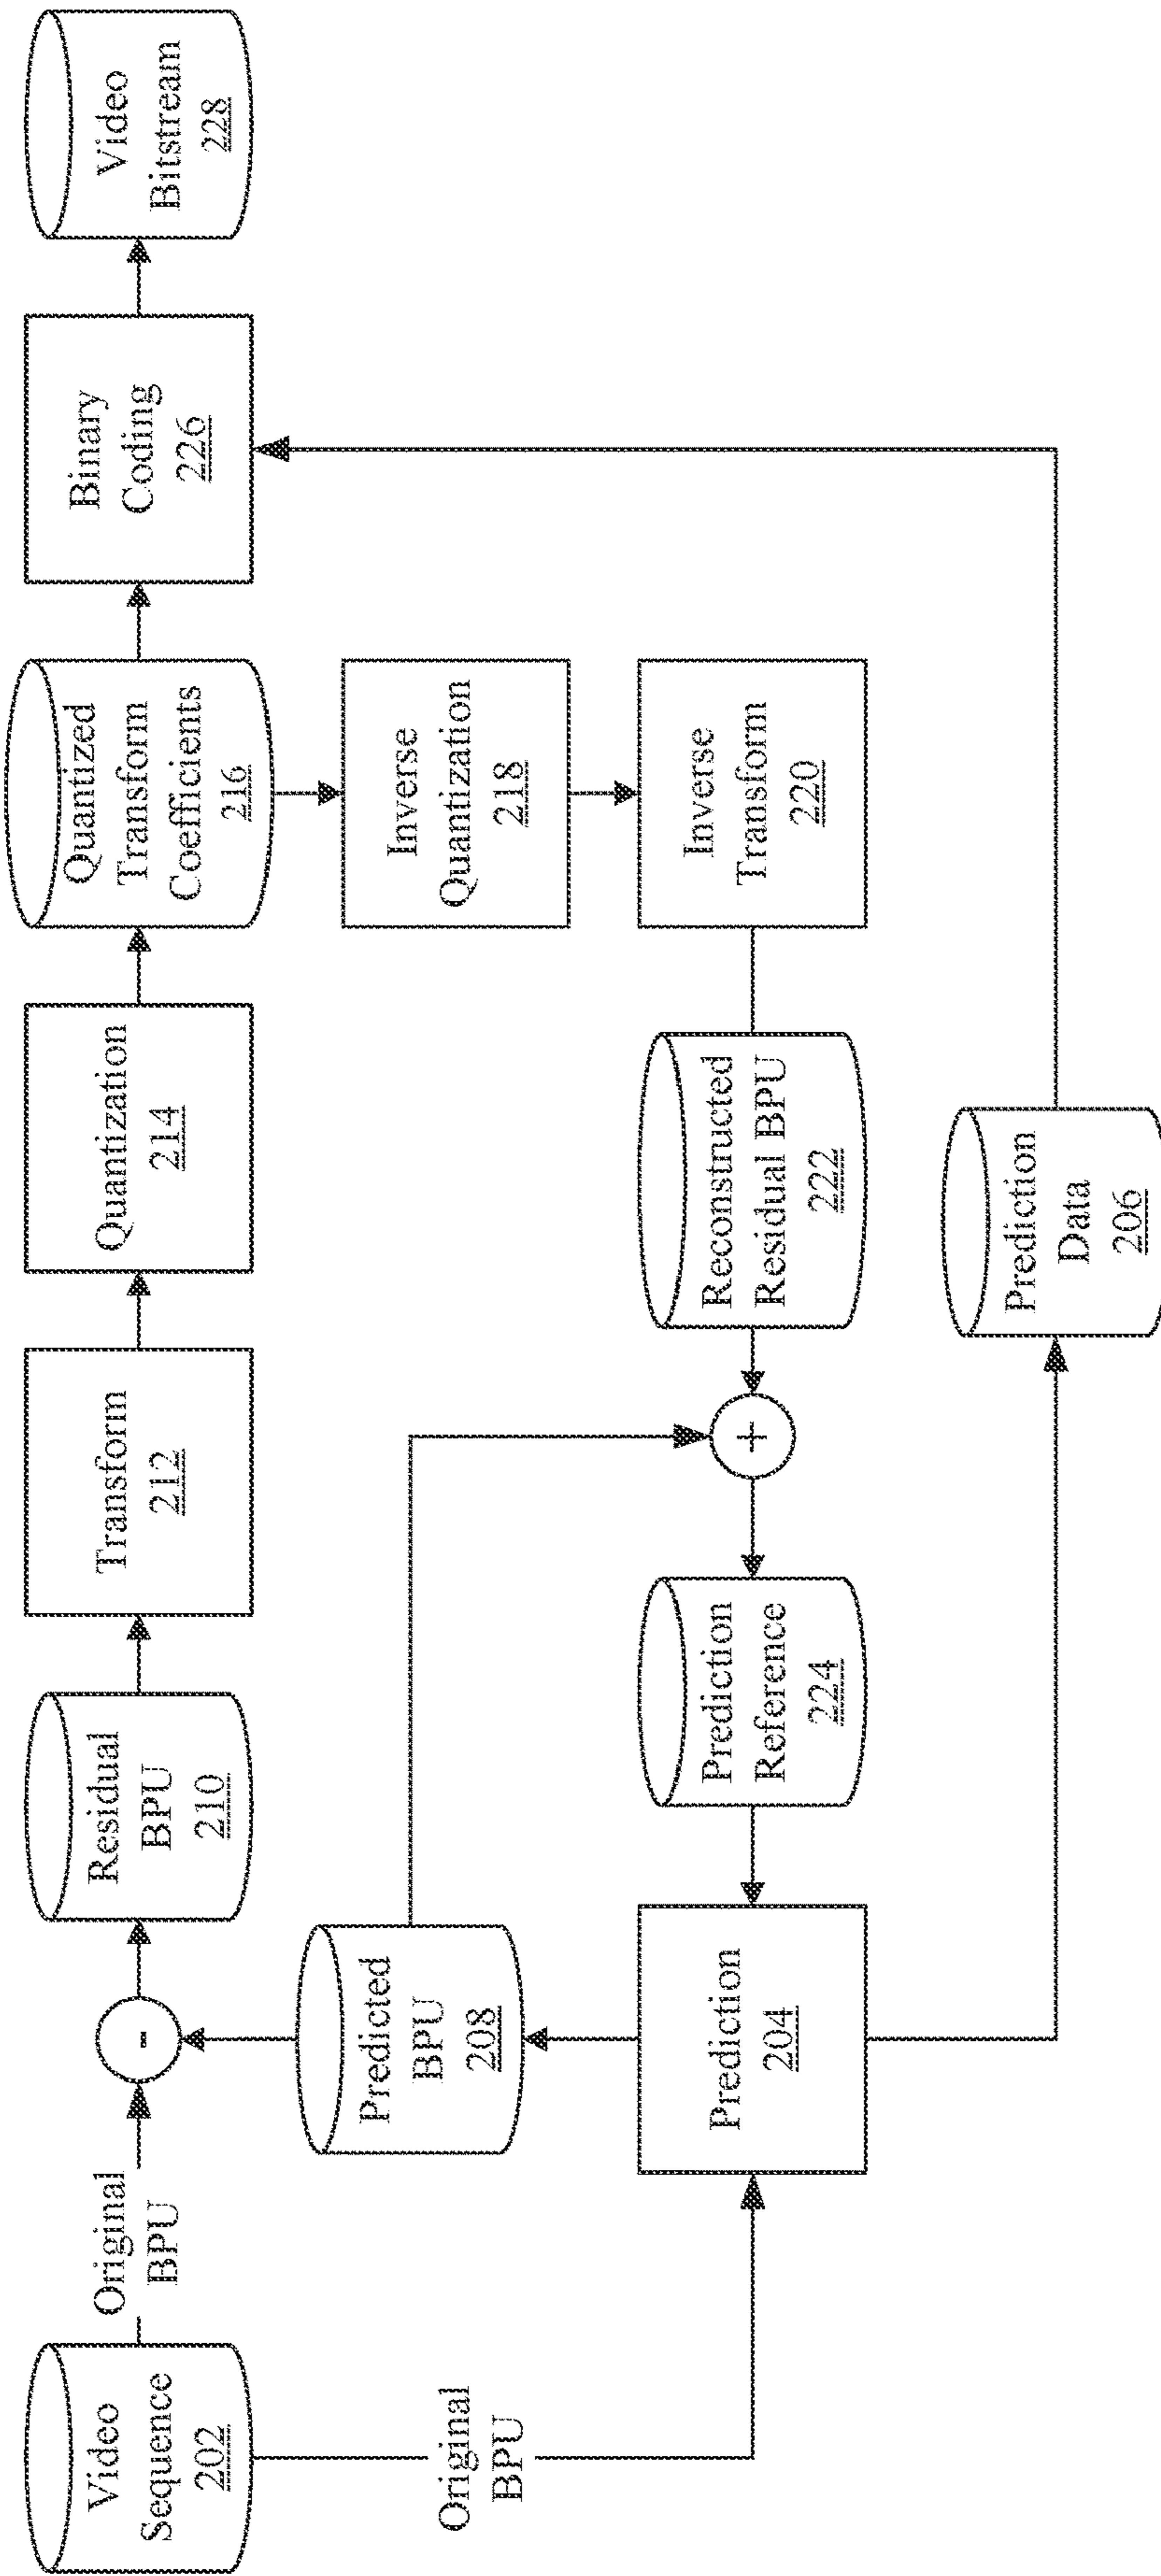 Video
Sequence
202
Original
BPU
-
Residual
BPU
210
Transform
212
Quantization
214
Quantized
Transform
Coefficients
216
Binary
Coding
226
Video
Bitstream
228
Original
BPU
Predicted
BPU
208
Inverse
Quantization
218
Prediction
204
Prediction
Reference
224
+
Reconstructed
Residual BPU
222
Inverse
Transform
220
Prediction
Data
206